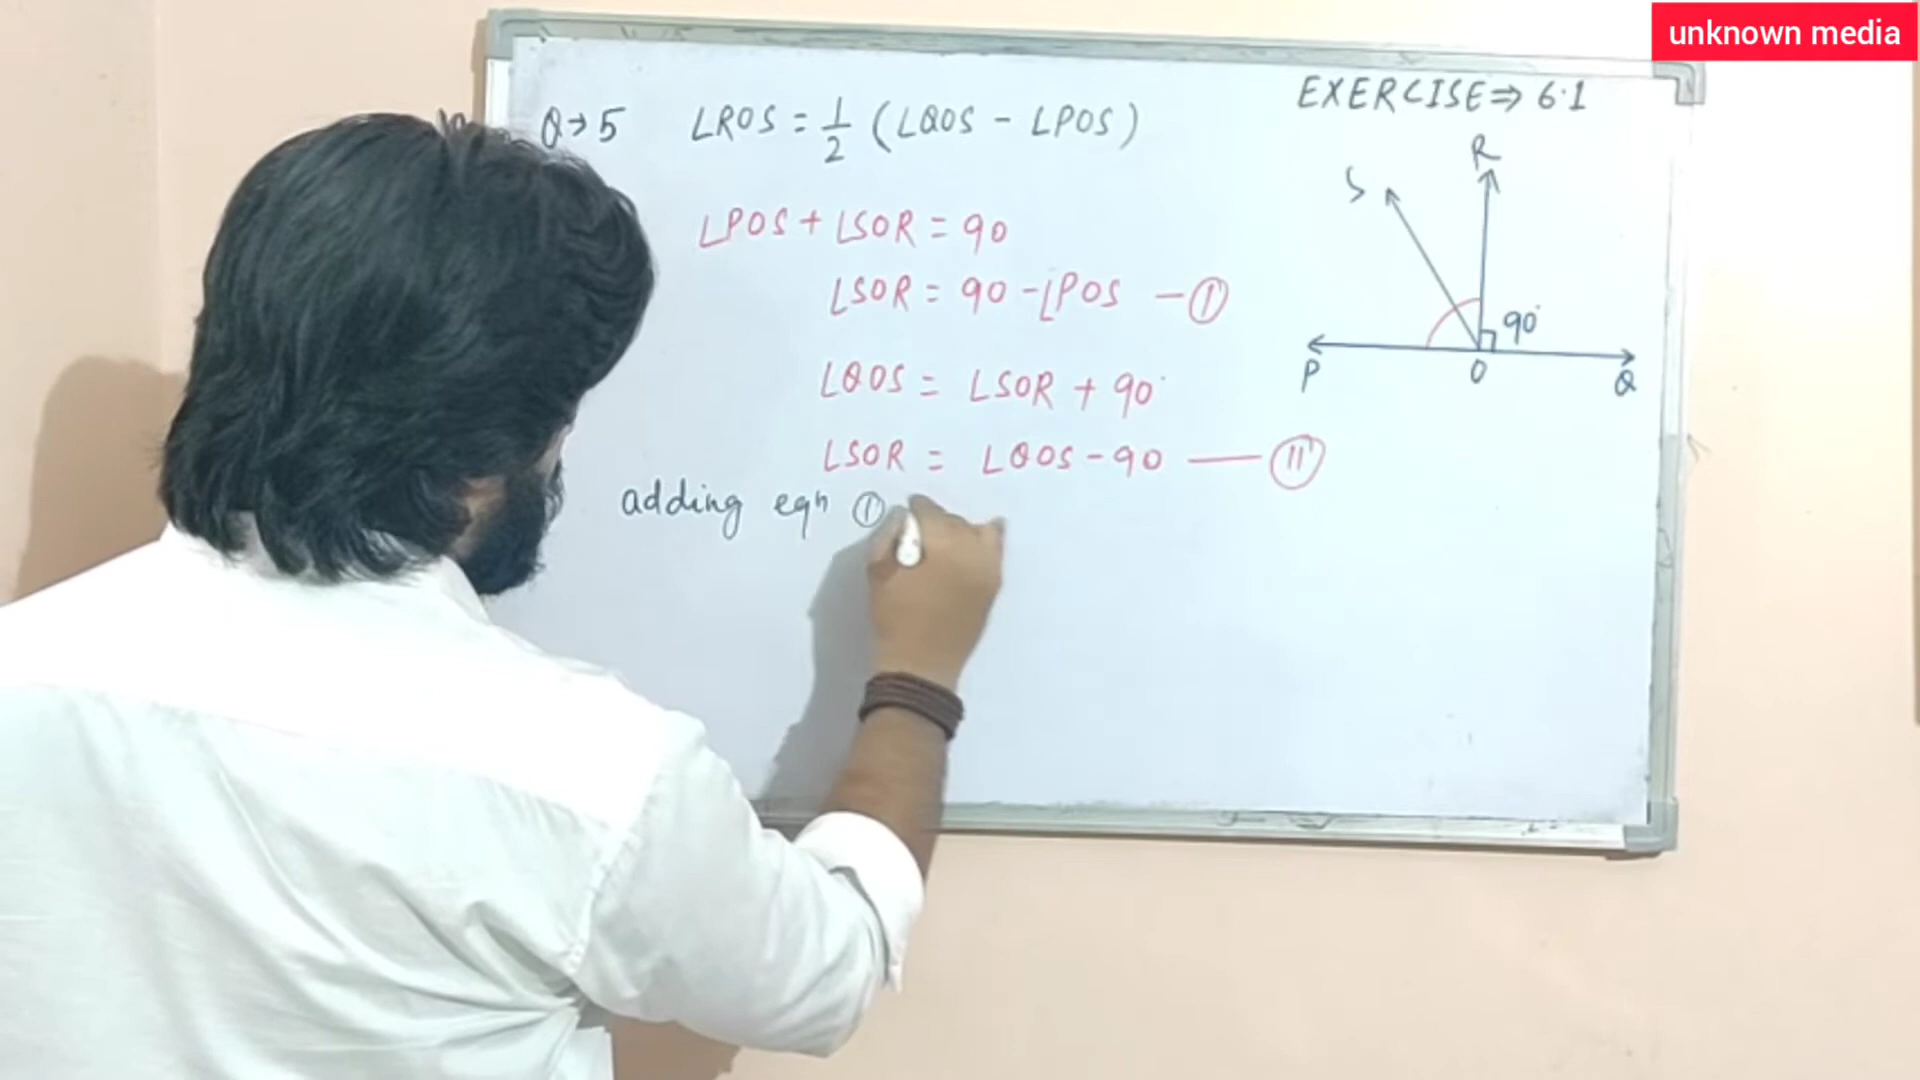 unknown media
EXERCISE⇒ 6.1
Q→5 ∠ROS = 1/2 (∠QOS - ∠POS)
∠POS + ∠SOR = 90
∠SOR = 90 - ∠POS — (I)
∠QOS = ∠SOR + 90°
∠SOR = ∠QOS - 90 — (II)
adding eqn (I)
R
S
90°
P O Q